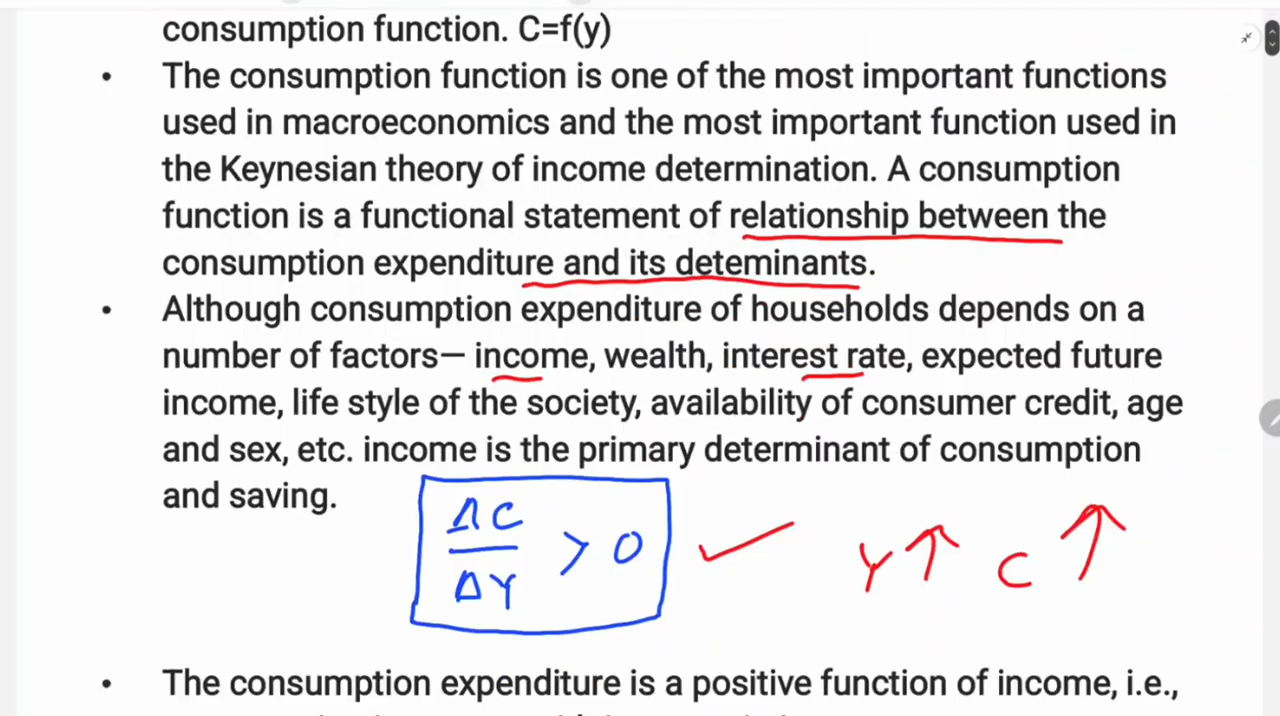 consumption function. C=f(y)
• The consumption function is one of the most important functions
used in macroeconomics and the most important function used in
the Keynesian theory of income determination. A consumption
function is a functional statement of relationship between the
consumption expenditure and its deteminants.
• Although consumption expenditure of households depends on a
number of factors— income, wealth, interest rate, expected future
income, life style of the society, availability of consumer credit, age
and sex, etc. income is the primary determinant of consumption
and saving.
ΔC
ΔY
> 0
Y↑ C↑
• The consumption expenditure is a positive function of income, i.e.,